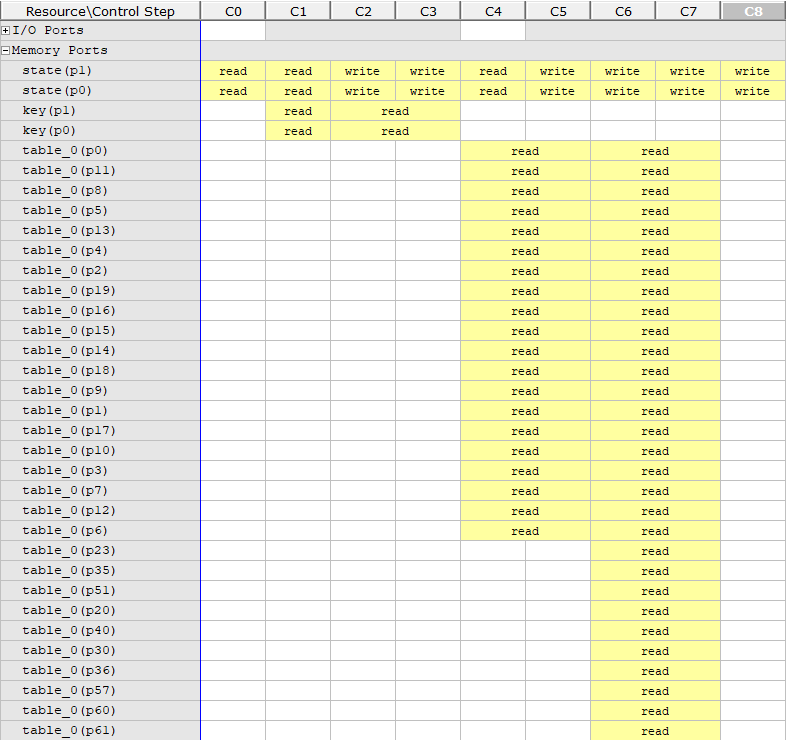 Resource\Control Step C0 C1 C2 C3 C4 C5 C6 C7 C8
I/O Ports
Memory Ports
state(p1) read read write write read write write write write
state(p0) read read write write read write write write write
key(p1) read read
key(p0) read read
table_0(p0) read read
table_0(p11) read read
table_0(p8) read read
table_0(p5) read read
table_0(p13) read read
table_0(p4) read read
table_0(p2) read read
table_0(p19) read read
table_0(p16) read read
table_0(p15) read read
table_0(p14) read read
table_0(p18) read read
table_0(p9) read read
table_0(p1) read read
table_0(p17) read read
table_0(p10) read read
table_0(p3) read read
table_0(p7) read read
table_0(p12) read read
table_0(p6) read read
table_0(p23) read
table_0(p35) read
table_0(p51) read
table_0(p20) read
table_0(p40) read
table_0(p30) read
table_0(p36) read
table_0(p57) read
table_0(p60) read
table_0(p61) read